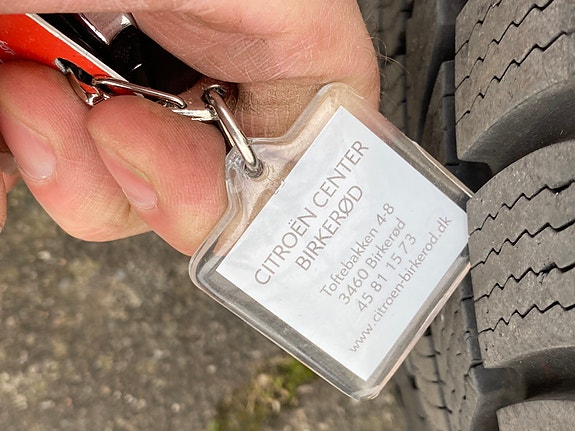 CITROËN CENTER
BIRKERØD
Toftebakken 4-8
3460 Birkerød
45 81 15 73
www.citroen-birkerod.dk